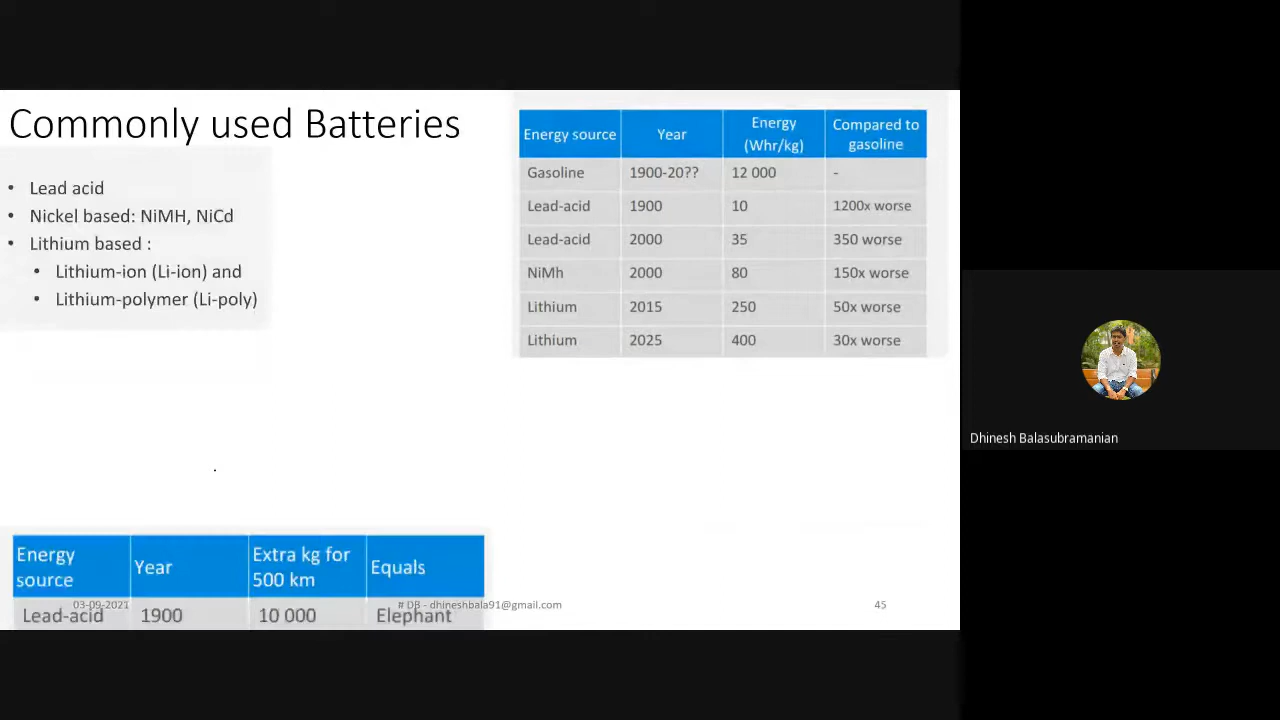 Commonly used Batteries
• Lead acid
• Nickel based: NiMH, NiCd
• Lithium based :
• Lithium-ion (Li-ion) and
• Lithium-polymer (Li-poly)
Energy source Year Energy (Whr/kg) Compared to gasoline
Gasoline 1900-20?? 12 000 -
Lead-acid 1900 10 1200x worse
Lead-acid 2000 35 350 worse
NiMh 2000 80 150x worse
Lithium 2015 250 50x worse
Lithium 2025 400 30x worse
Energy source Year Extra kg for 500 km Equals
Lead-acid 1900 10 000 Elephant
03-09-2021 # DB - dhineshbala91@gmail.com 45
Dhinesh Balasubramanian